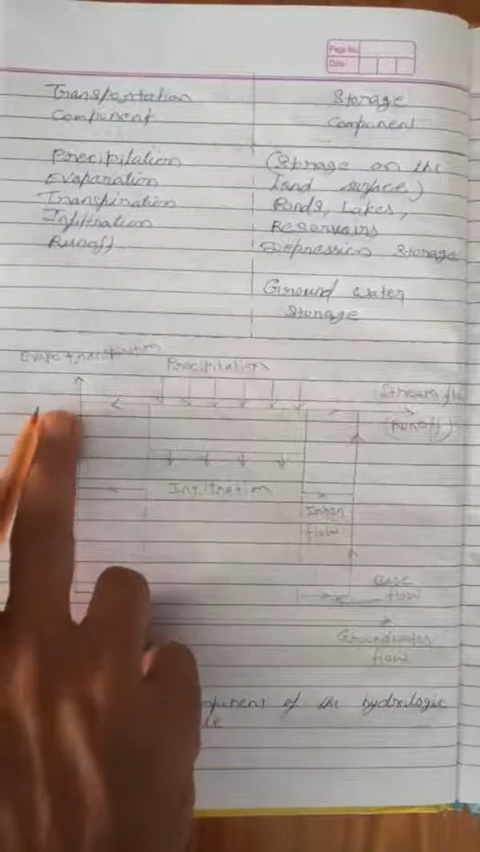 Page No.
Date
Transportation Component
Storage Component
Precipitation
Evaporation
Transpiration
Infiltration
Runoff
(Storage on the
land surface)
Ponds, Lakes,
Reservoirs
Depression Storage
Ground water
Storage
Evapotranspiration
Precipitation
(Runoff)
Infiltration
Inter
flow
Base
flow
Groundwater
flow
of the hydrologic